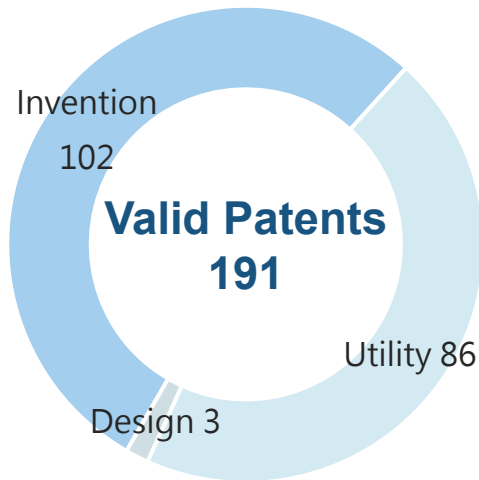 Invention
102
Valid Patents
191
Utility 86
Design 3